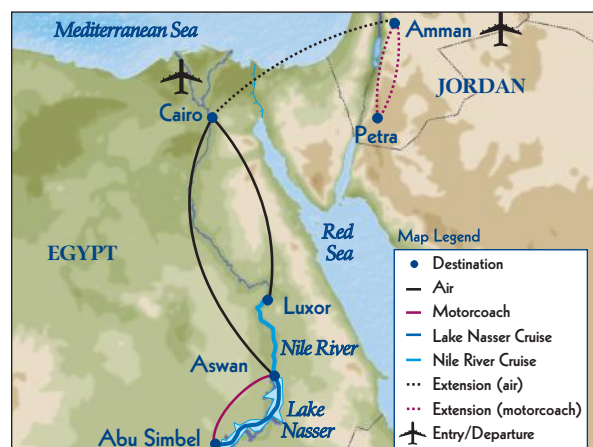 Mediterranean Sea
Amman
JORDAN
Cairo
Petra
EGYPT
Red
Sea
Luxor
Nile River
Aswan
Lake
Nasser
Abu Simbel
Map Legend
Destination
Air
Motorcoach
Lake Nasser Cruise
Nile River Cruise
Extension (air)
Extension (motorcoach)
Entry/Departure